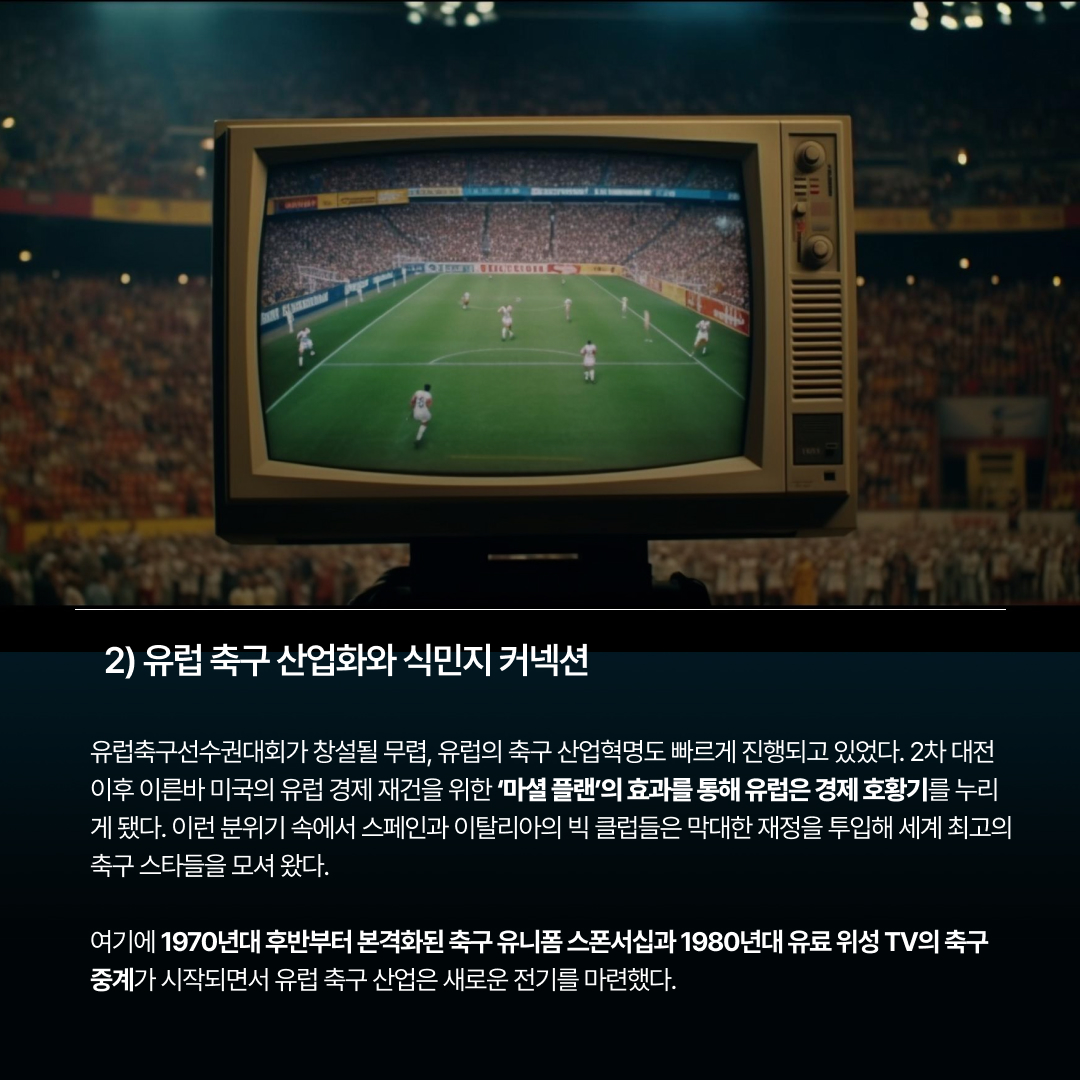 2) 유럽 축구 산업화와 식민지 커넥션
유럽축구선수권대회가 창설될 무렵, 유럽의 축구 산업혁명도 빠르게 진행되고 있었다. 2차 대전
이후 이른바 미국의 유럽 경제 재건을 위한 ‘마셜 플랜’의 효과를 통해 유럽은 경제 호황기를 누리
게 됐다. 이런 분위기 속에서 스페인과 이탈리아의 빅 클럽들은 막대한 재정을 투입해 세계 최고의
축구 스타들을 모셔 왔다.
여기에 1970년대 후반부터 본격화된 축구 유니폼 스폰서십과 1980년대 유료 위성 TV의 축구
중계가 시작되면서 유럽 축구 산업은 새로운 전기를 마련했다.